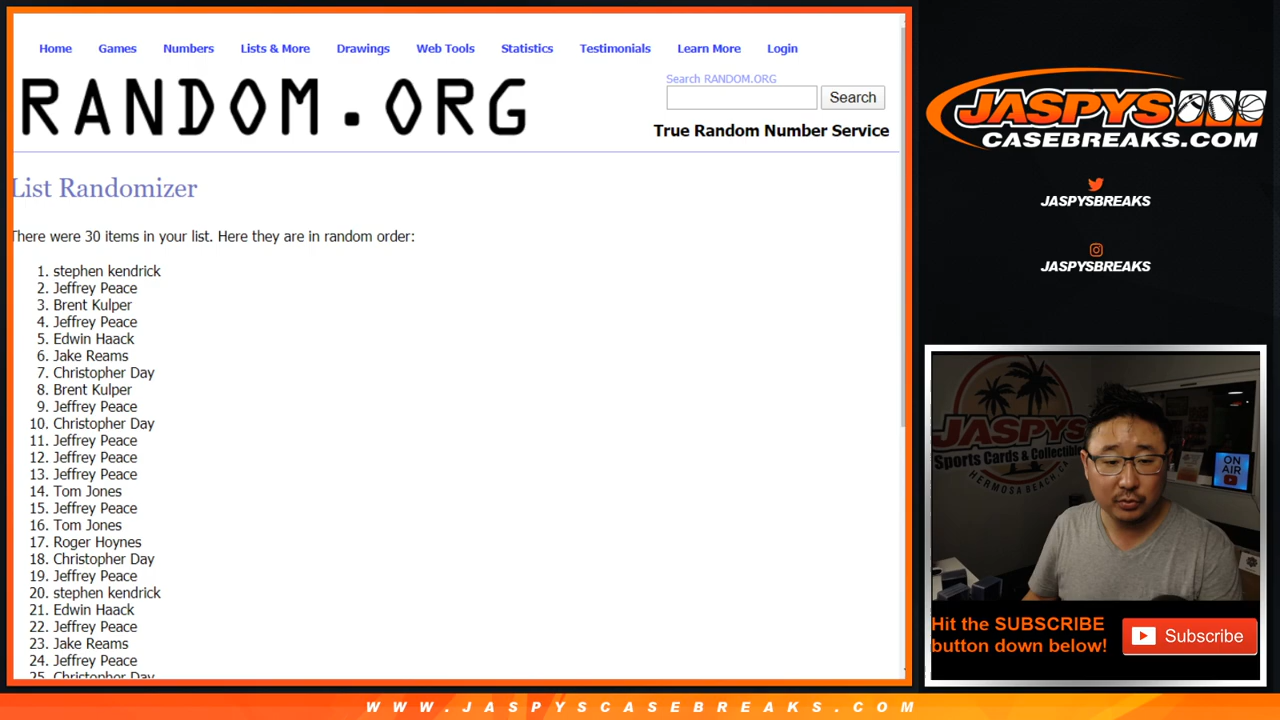 Home Games Numbers Lists & More Drawings Web Tools Statistics Testimonials Learn More Login
RANDOM.ORG
Search RANDOM.ORG
Search
True Random Number Service
List Randomizer
There were 30 items in your list. Here they are in random order:
1. stephen kendrick
2. Jeffrey Peace
3. Brent Kulper
4. Jeffrey Peace
5. Edwin Haack
6. Jake Reams
7. Christopher Day
8. Brent Kulper
9. Jeffrey Peace
10. Christopher Day
11. Jeffrey Peace
12. Jeffrey Peace
13. Jeffrey Peace
14. Tom Jones
15. Jeffrey Peace
16. Tom Jones
17. Roger Hoynes
18. Christopher Day
19. Jeffrey Peace
20. stephen kendrick
21. Edwin Haack
22. Jeffrey Peace
23. Jake Reams
24. Jeffrey Peace
25. Christopher Day
JASPYS
CASEBREAKS.COM
JASPYSBREAKS
JASPYSBREAKS
JASPYS
Sports Cards & Collectibles
HERMOSA BEACH, CA
ON
AIR
Hit the SUBSCRIBE
button down below!
Subscribe
WWW.JASPYSCASEBREAKS.COM